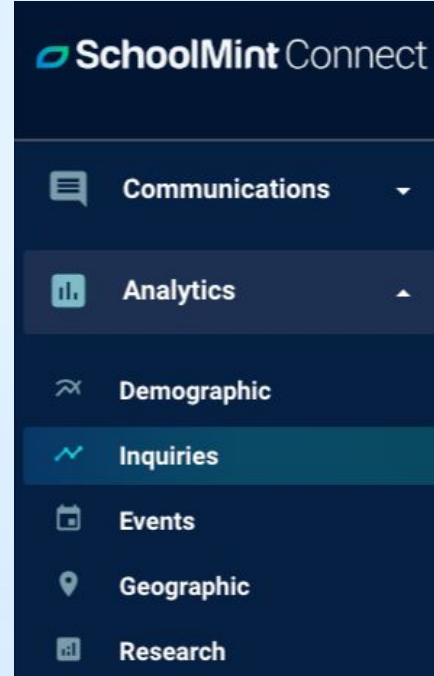 SchoolMint Connect
Communications
Analytics
Demographic
Inquiries
Events
Geographic
Research